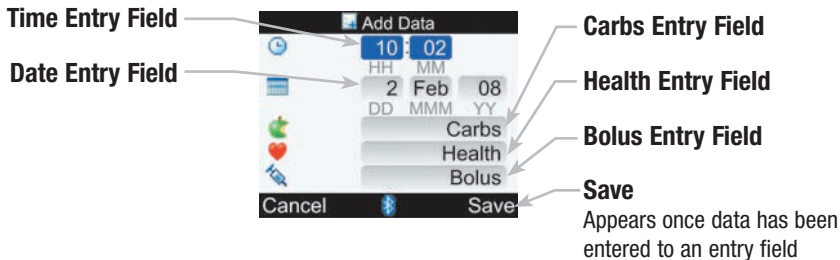 Time Entry Field
Date Entry Field
Add Data
10 : 02
HH MM
2 Feb 08
DD MMM YY
Carbs
Health
Bolus
Cancel Save
Carbs Entry Field
Health Entry Field
Bolus Entry Field
Save
Appears once data has been
entered to an entry field